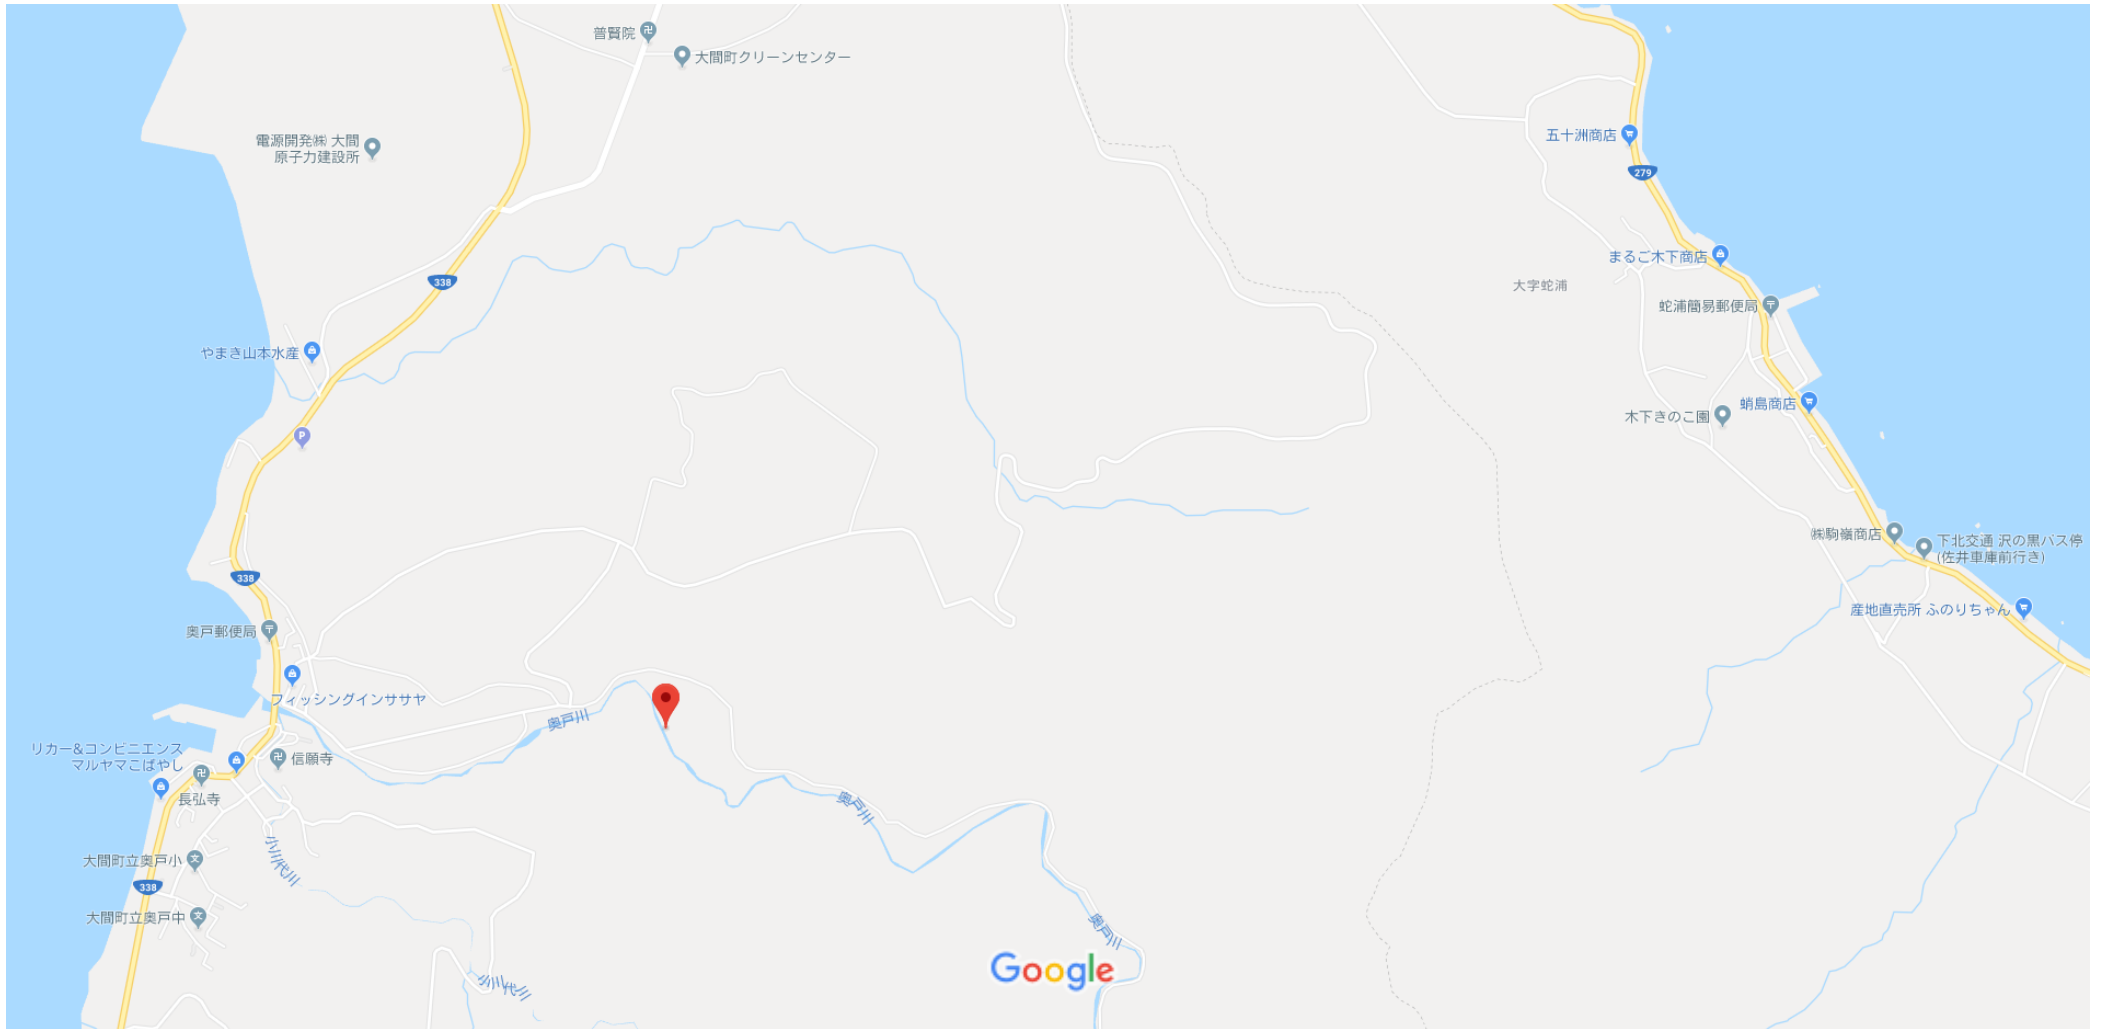 普賢院
大間町クリーンセンター
電源開発㈱ 大間
原子力建設所
五十洲商店
279
まるご木下商店
338
大字蛇浦
蛇浦簡易郵便局
やまき山本水産
P
蛸島商店
木下きのこ園
㈱駒嶺商店
下北交通 沢の黒バス停
(佐井車庫前行き)
338
産地直売所 ふのりちゃん
奥戸郵便局
フィッシングインササヤ
奥戸川
リカー&コンビニエンス
マルヤマこばやし
信願寺
長弘寺
奥戸川
小川代川
大間町立奥戸小
文
338
大間町立奥戸中
文
奥戸川
Google
小川代川